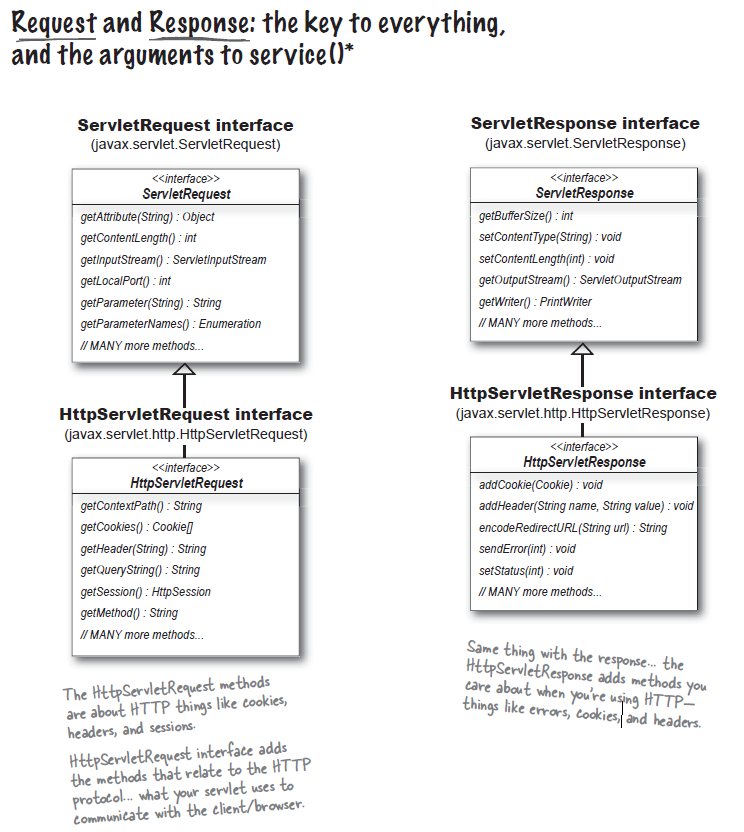 Request and Response: the key to everything,
and the arguments to service()*
ServletRequest interface
(javax.servlet.ServletRequest)
<<interface>>
ServletRequest
getAttribute(String) : Object
getContentLength() : int
getInputStream() : ServletInputStream
getLocalPort() : int
getParameter(String) : String
getParameterNames() : Enumeration
// MANY more methods...
HttpServletRequest interface
(javax.servlet.http.HttpServletRequest)
<<interface>>
HttpServletRequest
getContextPath() : String
getCookies() : Cookie[]
getHeader(String) : String
getQueryString() : String
getSession() : HttpSession
getMethod() : String
// MANY more methods...
The HttpServletRequest methods
are about HTTP things like cookies,
headers, and sessions.
HttpServletRequest interface adds
the methods that relate to the HTTP
protocol... what your servlet uses to
communicate with the client/browser.
ServletResponse interface
(javax.servlet.ServletResponse)
<<interface>>
ServletResponse
getBufferSize() : int
setContentType(String) : void
setContentLength(int) : void
getOutputStream() : ServletOutputStream
getWriter() : PrintWriter
// MANY more methods...
HttpServletResponse interface
(javax.servlet.http.HttpServletResponse)
<<interface>>
HttpServletResponse
addCookie(Cookie) : void
addHeader(String name, String value) : void
encodeRedirectURL(String url) : String
sendError(int) : void
setStatus(int) : void
// MANY more methods...
Same thing with the response... the
HttpServletResponse adds methods you
care about when you're using HTTP—
things like errors, cookies, and headers.